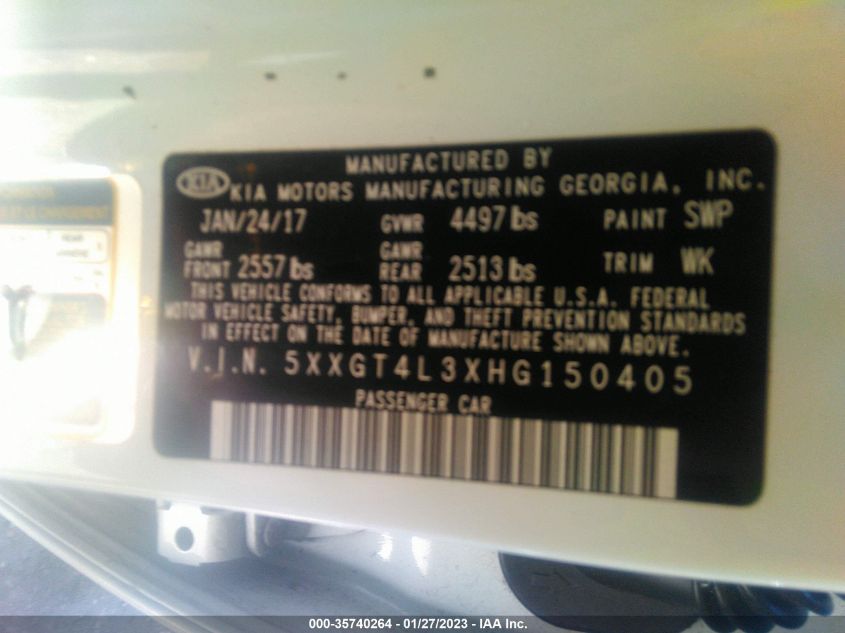 MANUFACTURED BY
KIA KIA MOTORS MANUFACTURING GEORGIA, INC.
JAN/24/17 GVWR 4497 lbs PAINT SWP
GAWR FRONT 2557 lbs GAWR REAR 2513 lbs TRIM WK
THIS VEHICLE CONFORMS TO ALL APPLICABLE U.S.A. FEDERAL
MOTOR VEHICLE SAFETY, BUMPER, AND THEFT PREVENTION STANDARDS
IN EFFECT ON THE DATE OF MANUFACTURE SHOWN ABOVE.
V.I.N. 5XXGT4L3XHG150405
PASSENGER CAR
000-35740264 - 01/27/2023 - IAA Inc.